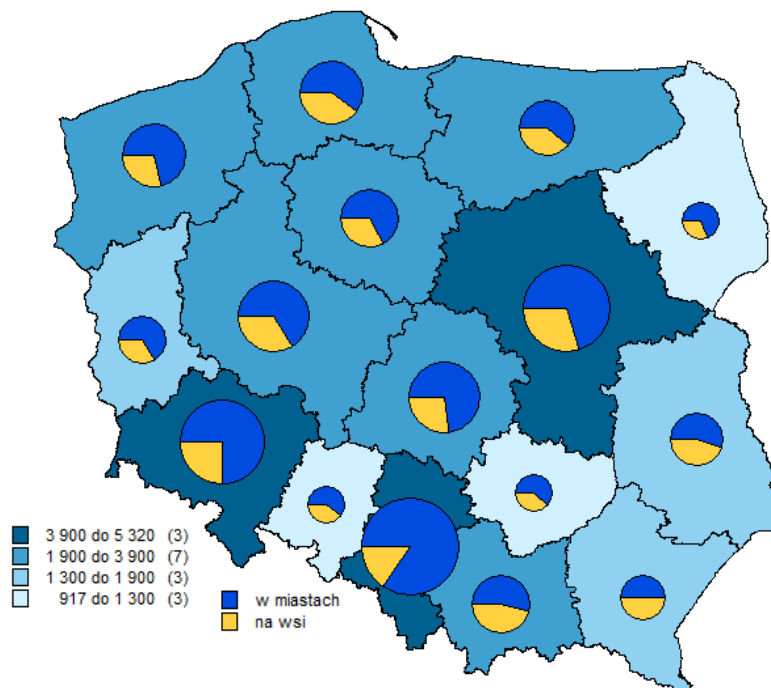 3 900 do 5 320 (3)
1 900 do 3 900 (7)
1 300 do 1 900 (3)
917 do 1 300 (3)
w miastach
na wsi